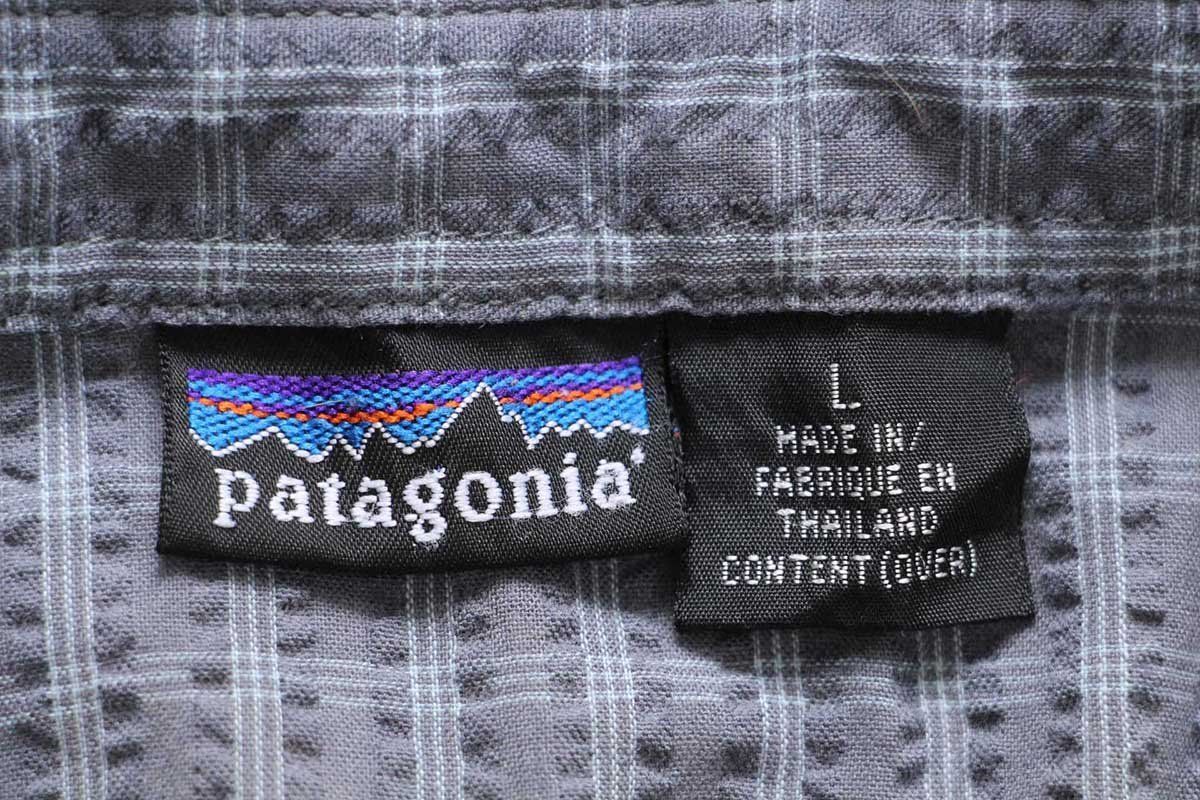 patagonia®
L
MADE IN/
FABRIQUE EN
THAILAND
CONTENT (OVER)